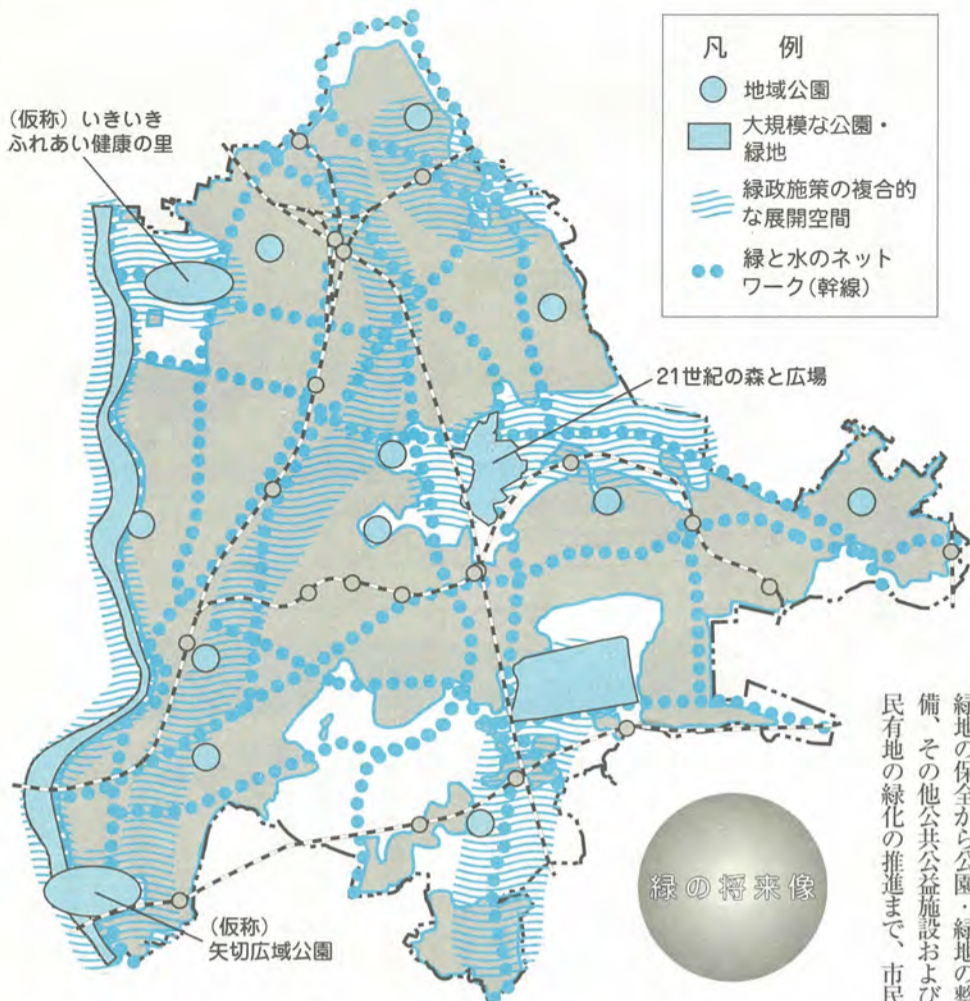 凡　例
地域公園
大規模な公園・
緑地
緑政施策の複合的
な展開空間
緑と水のネット
ワーク(幹線)
(仮称)いきいき
ふれあい健康の里
21世紀の森と広場
(仮称)
矢切広域公園
緑の将来像
緑地の保全から公園・緑地の整
備、その他公共公益施設および
民有地の緑化の推進まで、市民